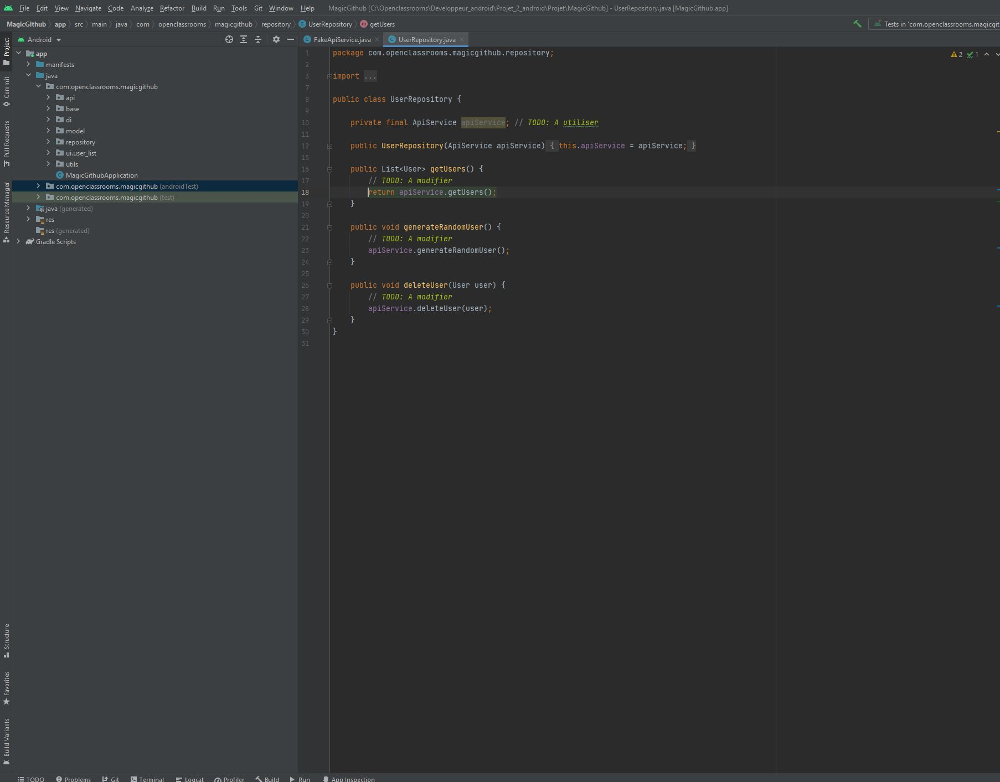 File Edit View Navigate Code Analyze Refactor Build Run Tools Git Window Help MagicGithub [C:\Openclassrooms\Developpeur_android\Projet_2_android\Projet\MagicGithub] - UserRepository.java [MagicGithub.app]
MagicGithub app src main java com openclassrooms magicgithub repository UserRepository getUsers Tests in 'com.openclassrooms.magicgit
Project
Commit
Pull Requests
Resource Manager
Structure
Favorites
Build Variants
Android
app
manifests
java
com.openclassrooms.magicgithub
api
base
di
model
repository
ui.user_list
utils
MagicGithubApplication
com.openclassrooms.magicgithub (androidTest)
com.openclassrooms.magicgithub (test)
java (generated)
res
res (generated)
Gradle Scripts
FakeApiService.java UserRepository.java
2 1
1 package com.openclassrooms.magicgithub.repository;
2
3 import ...
7
8 public class UserRepository {
9
10 private final ApiService apiService; // TODO: A utiliser
11
12 public UserRepository(ApiService apiService) { this.apiService = apiService; }
15
16 public List<User> getUsers() {
17 // TODO: A modifier
18 return apiService.getUsers();
19 }
20
21 public void generateRandomUser() {
22 // TODO: A modifier
23 apiService.generateRandomUser();
24 }
25
26 public void deleteUser(User user) {
27 // TODO: A modifier
28 apiService.deleteUser(user);
29 }
30 }
31
TODO Problems Git Terminal Logcat Profiler Build Run App Inspection